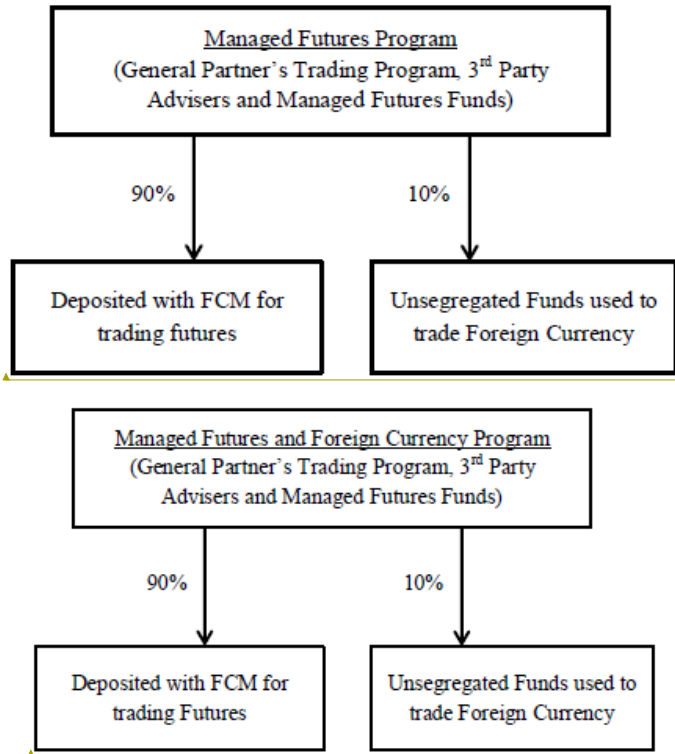 Managed Futures Program
(General Partner's Trading Program, 3rd Party
Advisers and Managed Futures Funds)
90%
10%
Deposited with FCM for
trading futures
Unsegregated Funds used to
trade Foreign Currency
Managed Futures and Foreign Currency Program
(General Partner's Trading Program, 3rd Party
Advisers and Managed Futures Funds)
90%
10%
Deposited with FCM for
trading Futures
Unsegregated Funds used to
trade Foreign Currency